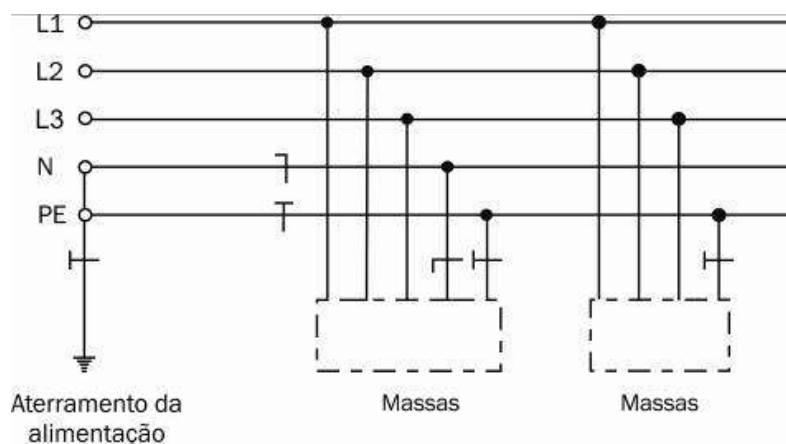 L1
L2
L3
N
PE
Aterramento da
alimentação
Massas
Massas